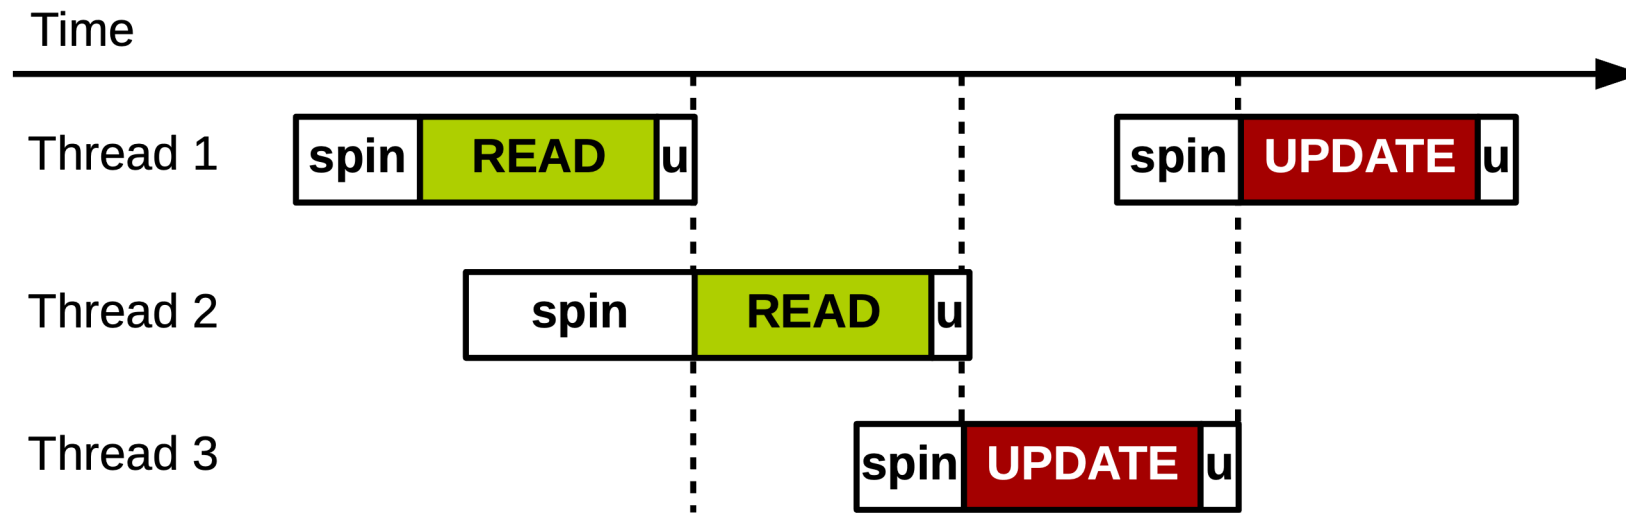 Time
Thread 1 spin READ u spin UPDATE u
Thread 2 spin READ u
Thread 3 spin UPDATE u